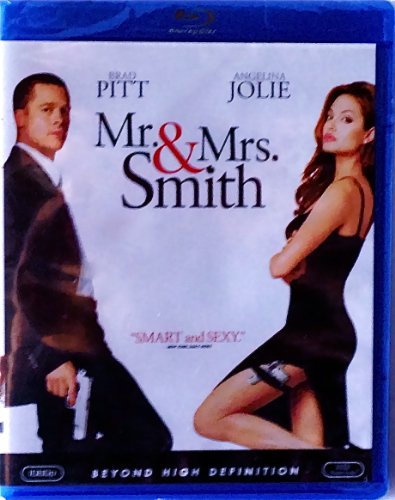 BRAD
PITT
ANGELINA
JOLIE
Mr. & Mrs.
Smith
"SMART and SEXY."
BEYOND HIGH DEFINITION